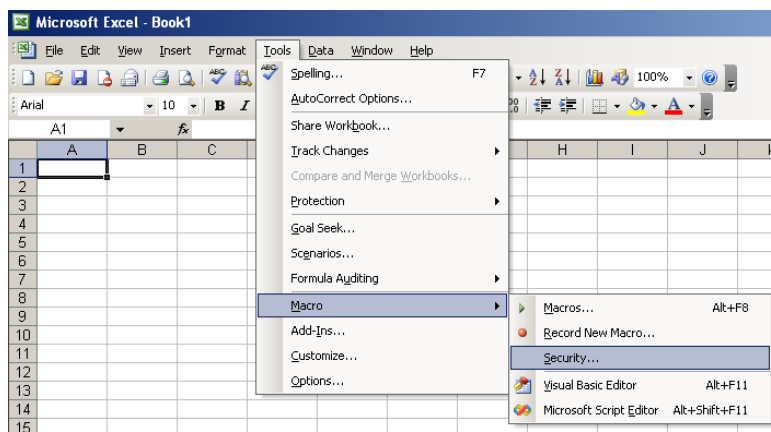 Microsoft Excel - Book1
File Edit View Insert Format Tools Data Window Help
ABC 100%
Arial 10 B I A
A1 fx
A B C H I J
1
2
3
4
5
6
7
8
9
10
11
12
13
14
15
ABC Spelling... F7
AutoCorrect Options...
Share Workbook...
Track Changes
Compare and Merge Workbooks...
Protection
Goal Seek...
Scenarios...
Formula Auditing
Macro
Add-Ins...
Customize...
Options...
Macros... Alt+F8
Record New Macro...
Security...
Visual Basic Editor Alt+F11
Microsoft Script Editor Alt+Shift+F11